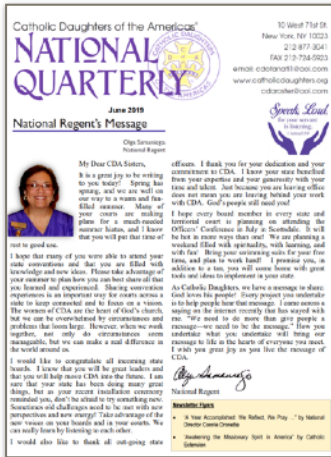 Catholic Daughters of the Americas®
NATIONAL
QUARTERLY
10 West 71st.
New York, NY 10023
212 877-3041
FAX 212-724-5923
www.catholicdaughters.org
June 2019
National Regent's Message
Speak, Lord,
for your servant
is listening.
Olga Samaniego
National Regent
My Dear CDA Sisters,
It is a great joy to be writing
to you today! Spring has
sprung, and we are well on
our way to a warm and fun-
filled summer. Many of
your courts are making
plans for a much-needed
summer hiatus, and I know
that you will put that time of
rest to good use.
I hope that many of you were able to attend your
state conventions and that you are filled with
knowledge and new ideas. Please take advantage of
your summer to plan how you can best share all that
you learned and experienced. Sharing convention
experiences is an important way for courts across a
state to keep connected and to focus on a vision.
The women of CDA are the heart of God's church,
but we can be overwhelmed by circumstances and
problems that loom large. However, when we work
together, not only do circumstances seem
manageable, but we can make a real difference in
the world around us.
I would like to congratulate all incoming state
boards. I know that you will be great leaders and
that you will help move CDA into the future. I am
sure that your state has been doing many great
things, but as your recent installation ceremony
reminded you, don't be afraid to try something new.
Sometimes old challenges need to be met with new
perspectives and new energy! Take advantage of the
new voices on your boards and in your courts. We
can really learn by listening to each other.
I would also like to thank all out-going state
officers. I thank you for your dedication and your
commitment to CDA. I know your state benefited
from your expertise and your generosity with your
time and talent. Just because you are leaving office
does not mean you are leaving behind your work
with CDA. God's people still need you!
I hope every board member in every state and
territorial court is planning on attending the
Officers' Conference in July in Scottsdale. It will
be hot in more ways than one! We are planning a
weekend filled with spirituality, with learning, and
with fun! Bring your swimming suits for your free
time, and plan to work hard! I promise you, in
addition to a tan, you will come home with great
tools and ideas to implement in your state
As Catholic Daughters, we have a message to share:
God loves his people! Every project you undertake
is to help people hear that message. I came across a
saying on the internet recently that has stayed with
me. "We need to do more than give people a
message—we need to be the message." How you
undertake what you undertake will bring our
message to life in the hearts of everyone you meet.
I wish you great joy as you live the message of
CDA.
Olga Samaniego
National Regent
Newsletter Flyers
• "A Year Accomplished: We Reflect, We Pray ..." by National
Director
• "Awakening the Missionary Spirit in America" by Catholic
Extension